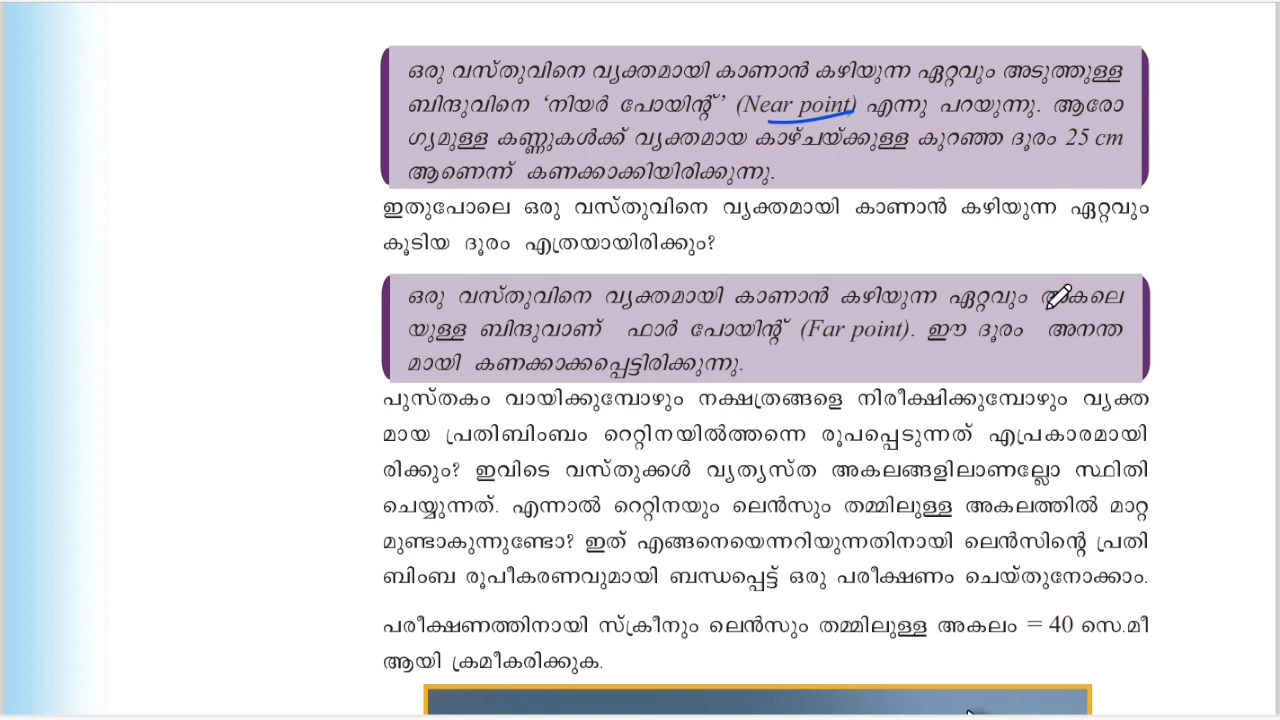 ഒരു വസ്തുവിനെ വ്യക്തമായി കാണാൻ കഴിയുന്ന ഏറ്റവും അടുത്തുള്ള
ബിന്ദുവിനെ ‘നിയർ പോയിന്റ്’ (Near point) എന്നു പറയുന്നു. ആരോ
ഗ്യമുള്ള കണ്ണുകൾക്ക് വ്യക്തമായ കാഴ്ചയ്ക്കുള്ള കുറഞ്ഞ ദൂരം 25 cm
ആണെന്ന് കണക്കാക്കിയിരിക്കുന്നു.
ഇതുപോലെ ഒരു വസ്തുവിനെ വ്യക്തമായി കാണാൻ കഴിയുന്ന ഏറ്റവും
കൂടിയ ദൂരം എത്രയായിരിക്കും?
ഒരു വസ്തുവിനെ വ്യക്തമായി കാണാൻ കഴിയുന്ന ഏറ്റവും അകലെ
യുള്ള ബിന്ദുവാണ് ഫാർ പോയിന്റ് (Far point). ഈ ദൂരം അനന്ത
മായി കണക്കാക്കപ്പെട്ടിരിക്കുന്നു.
പുസ്തകം വായിക്കുമ്പോഴും നക്ഷത്രങ്ങളെ നിരീക്ഷിക്കുമ്പോഴും വ്യക്ത
മായ പ്രതിബിംബം റെറ്റിനയിൽത്തന്നെ രൂപപ്പെടുന്നത് എപ്രകാരമായി
രിക്കും? ഇവിടെ വസ്തുക്കൾ വ്യത്യസ്ത അകലങ്ങളിലാണല്ലോ സ്ഥിതി
ചെയ്യുന്നത്. എന്നാൽ റെറ്റിനയും ലെൻസും തമ്മിലുള്ള അകലത്തിൽ മാറ്റ
മുണ്ടാകുന്നുണ്ടോ? ഇത് എങ്ങനെയെന്നറിയുന്നതിനായി ലെൻസിന്റെ പ്രതി
ബിംബ രൂപീകരണവുമായി ബന്ധപ്പെട്ട് ഒരു പരീക്ഷണം ചെയ്തുനോക്കാം.
പരീക്ഷണത്തിനായി സ്ക്രീനും ലെൻസും തമ്മിലുള്ള അകലം = 40 സെ.മീ
ആയി ക്രമീകരിക്കുക.